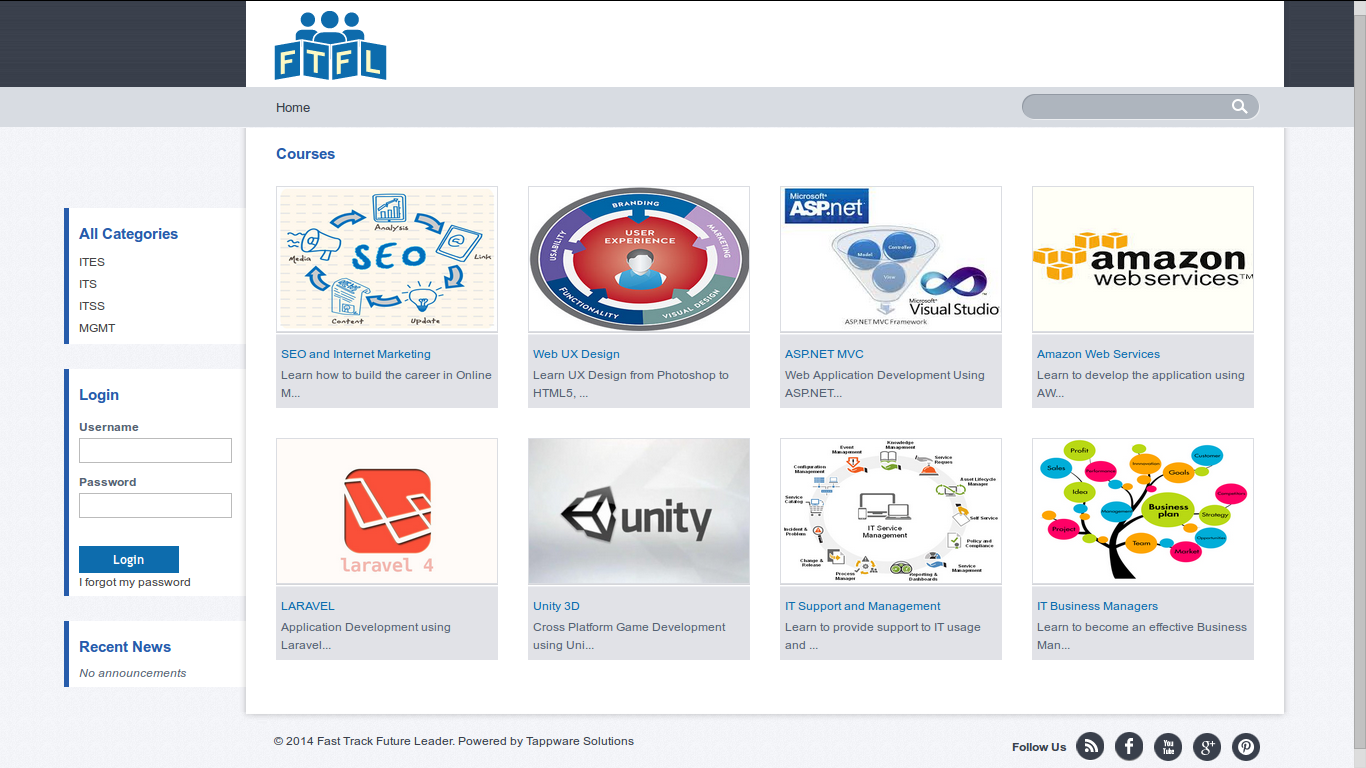 FTFL
Home
Courses
All Categories
ITES
ITS
ITSS
MGMT
Login
Username
Password
Login
I forgot my password
Recent News
No announcements
Analysis
Media
SEO
Link
Content
Update
SEO and Internet Marketing
Learn how to build the career in Online
M...
BRANDING
USABILITY
USER
EXPERIENCE
MARKETING
FUNCTIONALITY
VISUAL DESIGN
Web UX Design
Learn UX Design from Photoshop to
HTML5, ...
Microsoft®
ASP.net
Model
Controller
View
Microsoft®
Visual Studio
ASP.NET MVC Framework
ASP.NET MVC
Web Application Development Using
ASP.NET...
amazon
webservices™
Amazon Web Services
Learn to develop the application using
AW...
laravel 4
LARAVEL
Application Development using
Laravel...
unity
Unity 3D
Cross Platform Game Development
using Uni...
Knowledge
Management
Event
Management
Service
Reques
Configuration
Management
Asset Lifecycle
Manager
Service
Catalog
Self Service
IT Service
Management
Incident &
Problem
Policy and
Compliance
Change &
Release
Service
Management
Process
Manager
Reporting &
Dashboards
IT Support and Management
Learn to provide support to IT usage
and ...
Profit
Customer
Sales
Performance
Innovation
Goals
Idea
Competitors
Business
plan
Management
Strategy
Project
Opportunities
Team
Market
IT Business Managers
Learn to become an effective Business
Man...
© 2014 Fast Track Future Leader. Powered by Tappware Solutions
Follow Us
You
Tube
g+